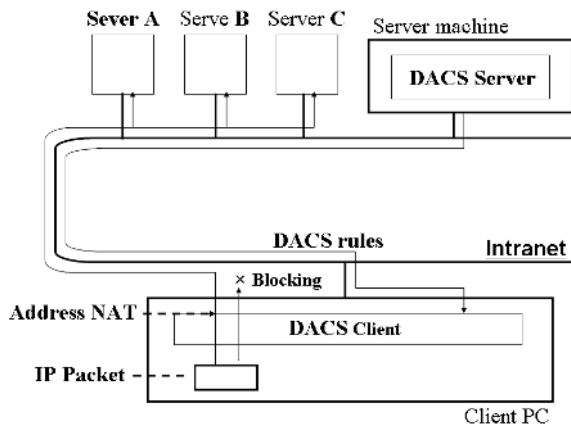 Sever A
Serve B
Server C
Server machine
DACS Server
DACS rules
Intranet
× Blocking
Address NAT
DACS Client
IP Packet
Client PC